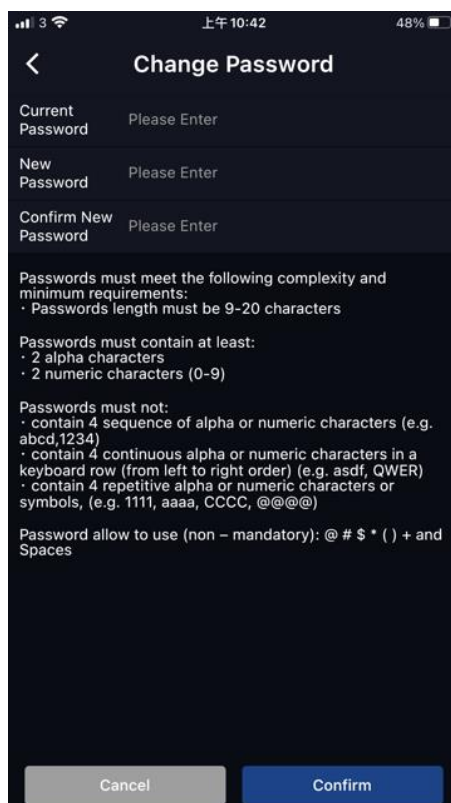 3 上午10:42 48%
Change Password
Current
Password
Please Enter
New
Password
Please Enter
Confirm New
Password
Please Enter
Passwords must meet the following complexity and
minimum requirements:
· Passwords length must be 9-20 characters
Passwords must contain at least:
· 2 alpha characters
· 2 numeric characters (0-9)
Passwords must not:
· contain 4 sequence of alpha or numeric characters (e.g.
abcd,1234)
· contain 4 continuous alpha or numeric characters in a
keyboard row (from left to right order) (e.g. asdf, QWER)
· contain 4 repetitive alpha or numeric characters or
symbols, (e.g. 1111, aaaa, CCCC, @@@@)
Password allow to use (non – mandatory): @ # $ * ( ) + and
Spaces
Cancel
Confirm